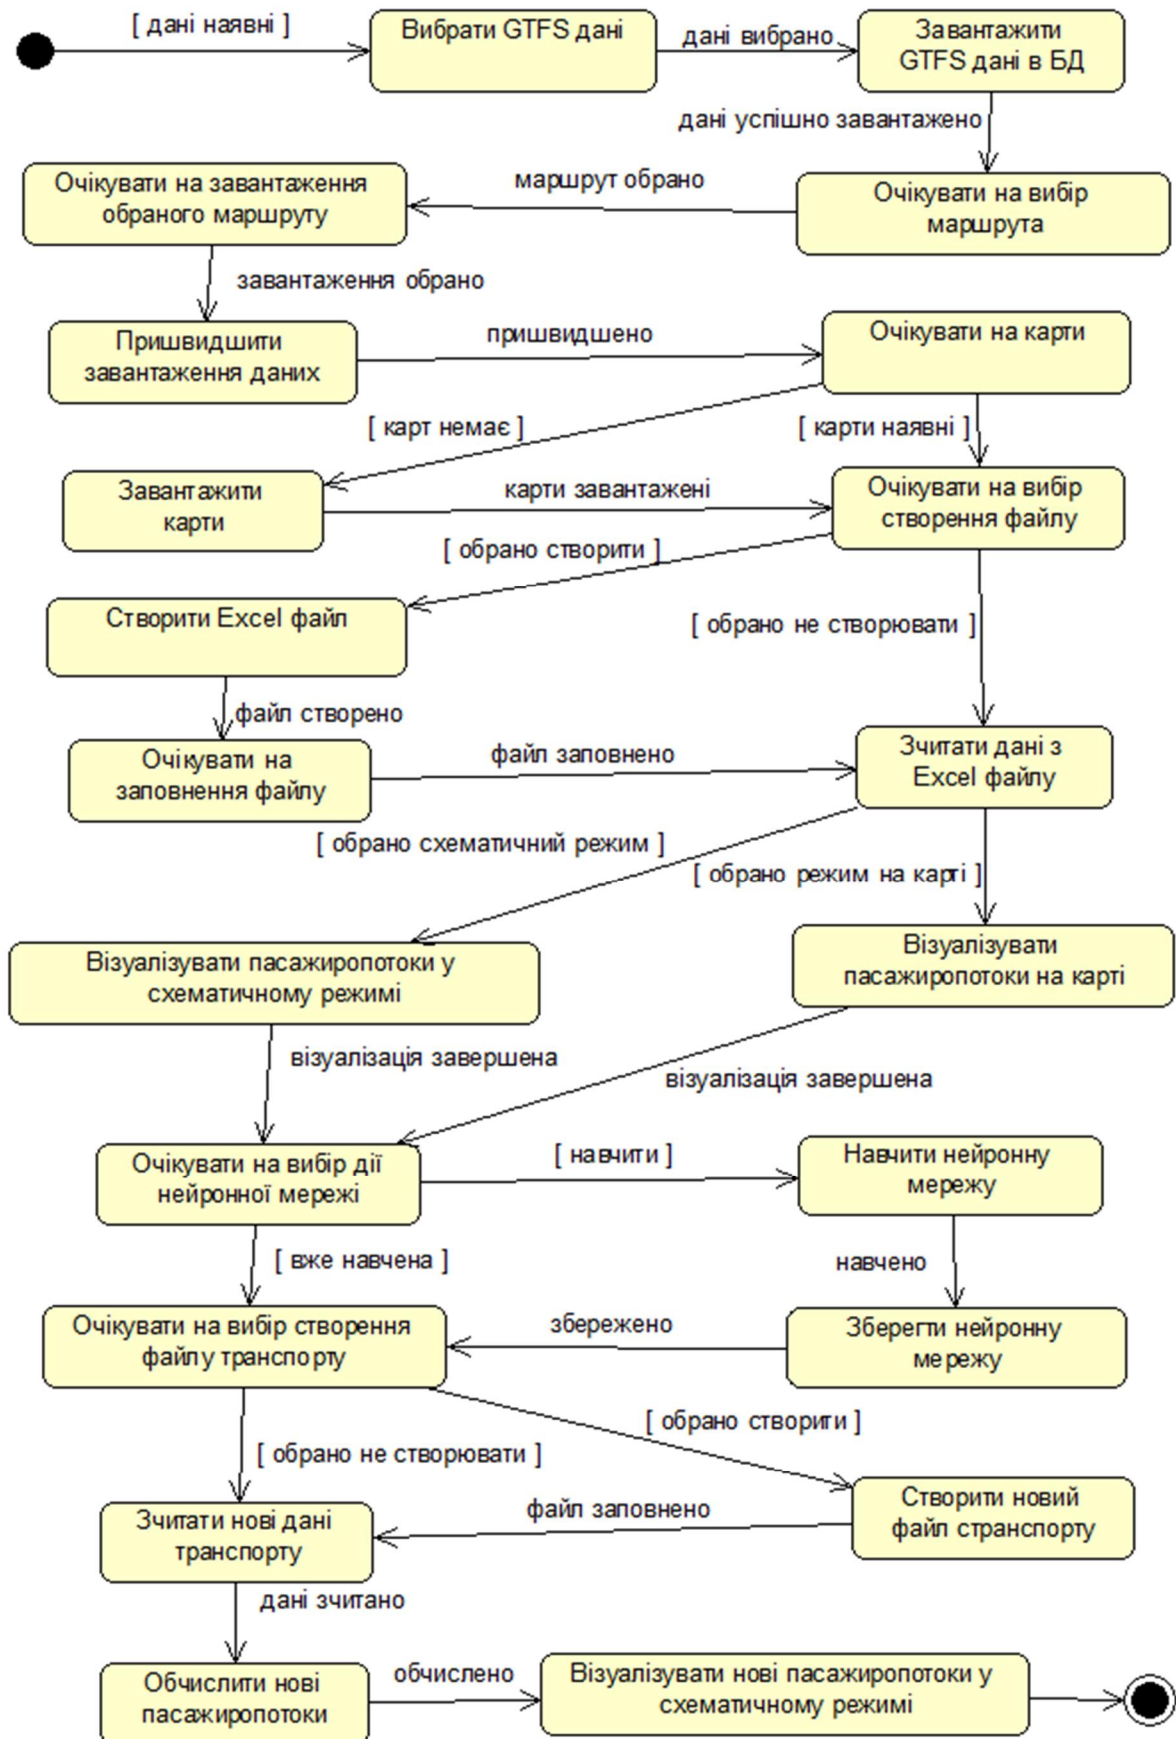 [ дані наявні ]
Вибрати GTFS дані
дані вибрано
Завантажити
GTFS дані в БД
дані успішно завантажено
Очікувати на завантаження
обраного маршруту
маршрут обрано
Очікувати на вибір
маршрута
завантаження обрано
Пришвидшити
завантаження даних
пришвидшено
Очікувати на карти
[ карт немає ]
[ карти наявні ]
Завантажити
карти
карти завантажені
Очікувати на вибір
створення файлу
[ обрано створити ]
Створити Excel файл
[ обрано не створювати ]
файл створено
Очікувати на
заповнення файлу
файл заповнено
Зчитати дані з
Excel файлу
[ обрано схематичний режим ]
[ обрано режим на карті ]
Візуалізувати пасажиропотоки у
схематичному режимі
Візуалізувати
пасажиропотоки на карті
візуалізація завершена
візуалізація завершена
Очікувати на вибір дії
нейронної мережі
[ навчити ]
Навчити нейронну
мережу
[ вже навчена ]
навчено
Очікувати на вибір створення
файлу транспорту
збережено
Зберегти нейронну
мережу
[ обрано створити ]
[ обрано не створювати ]
Зчитати нові дані
транспорту
файл заповнено
Створити новий
файл странспорту
дані зчитано
Обчислити нові
пасажиропотоки
обчислено
Візуалізувати нові пасажиропотоки у
схематичному режимі